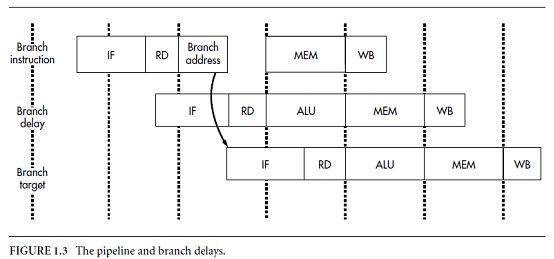 Branch
instruction
IF RD Branch
address
MEM WB
Branch
delay
IF RD ALU MEM WB
Branch
target
IF RD ALU MEM WB
FIGURE 1.3 The pipeline and branch delays.